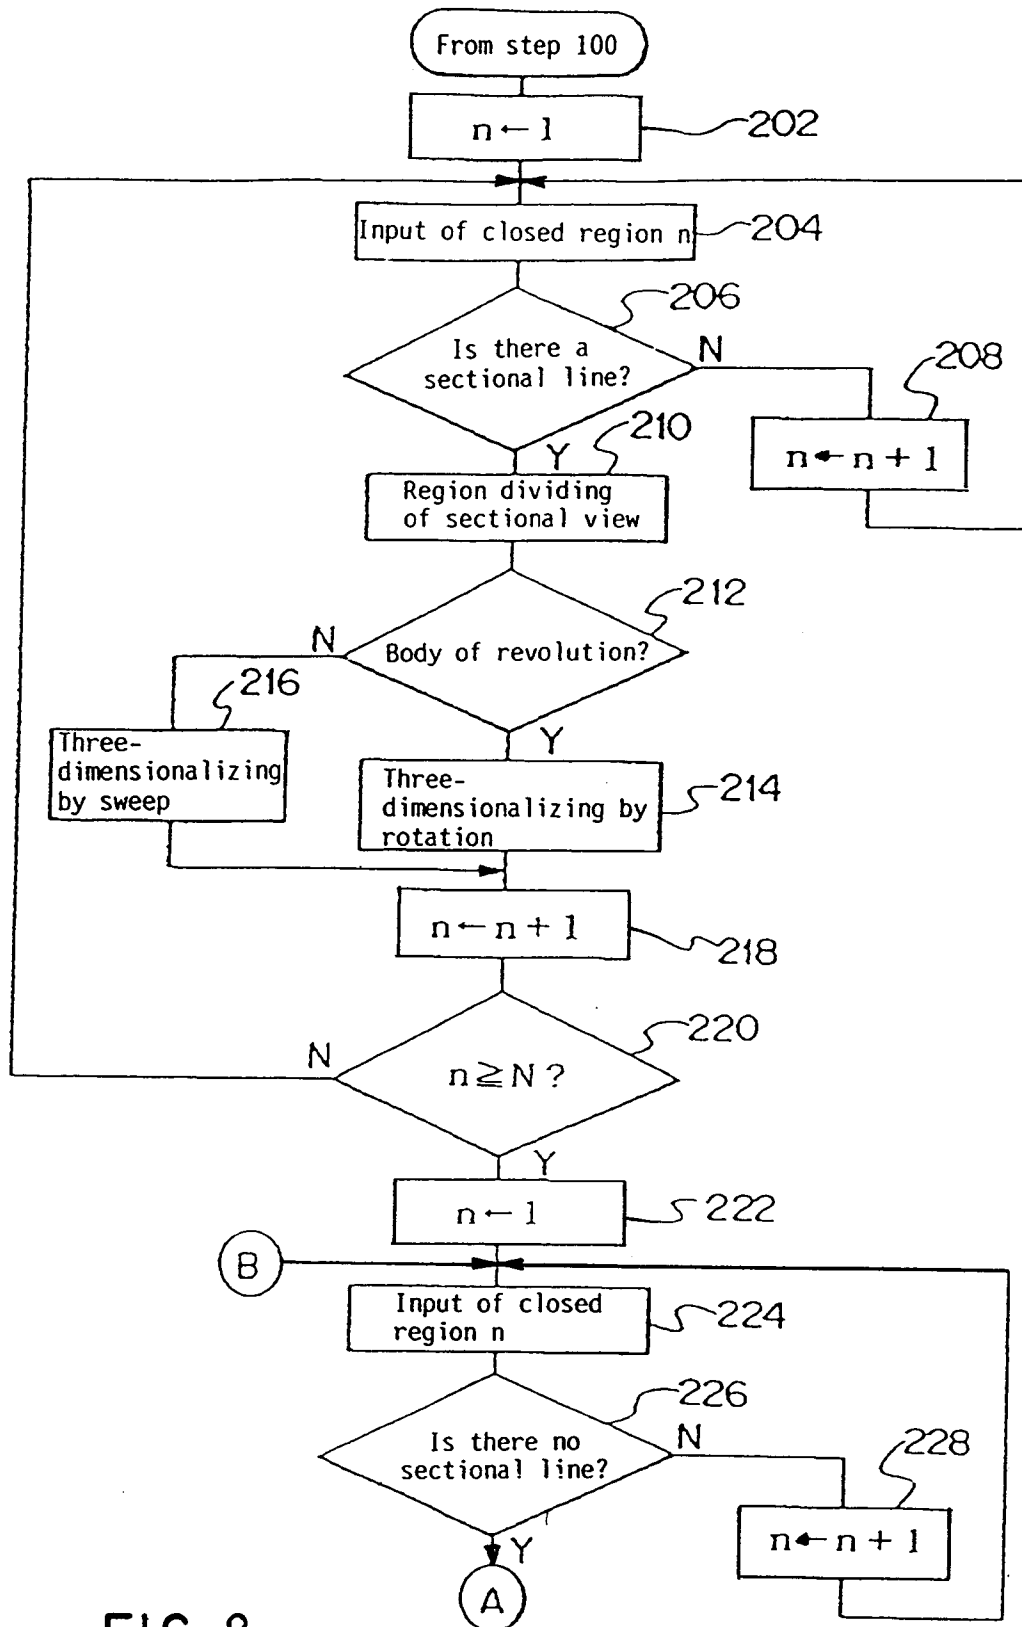 From step 100
n ← 1
202
Input of closed region n
204
206
Is there a
sectional line?
N
208
n ← n + 1
Y
210
Region dividing
of sectional view
212
N
Body of revolution?
216
Y
Three-
dimensionalizing
by sweep
Three-
dimensionalizing by
rotation
214
n ← n + 1
218
220
N
n ≧ N ?
Y
n ← 1
222
B
Input of closed
region n
224
226
Is there no
sectional line?
N
228
n ← n + 1
Y
A